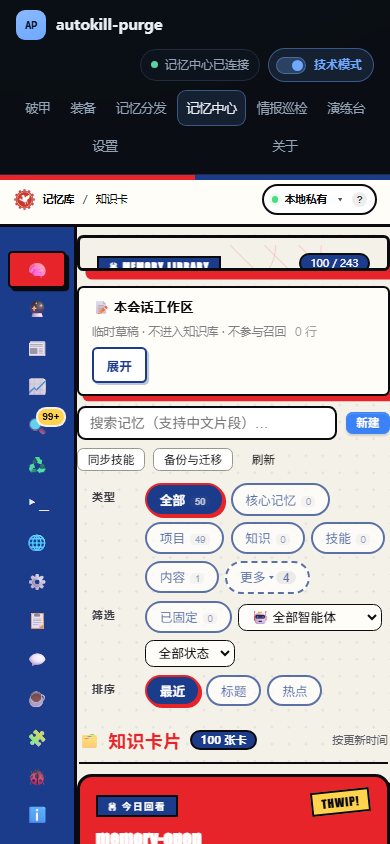 AP autokill-purge
记忆中心已连接 技术模式
破甲 装备 记忆分发 记忆中心 情报巡检 演练台
设置 关于
记忆库 / 知识卡 本地私有 ?
MEMORY LIBRARY 100 / 243
本会话工作区
临时草稿 · 不进入知识库 · 不参与召回 0 行
展开
99+
搜索记忆（支持中文片段）… 新建
同步技能 备份与迁移 刷新
类型 全部 50 核心记忆 0
项目 49 知识 0 技能 0
内容 1 更多 4
筛选 已固定 0 全部智能体
全部状态
排序 最近 标题 热点
知识卡片 100 张卡 按更新时间
今日回看 THWIP!